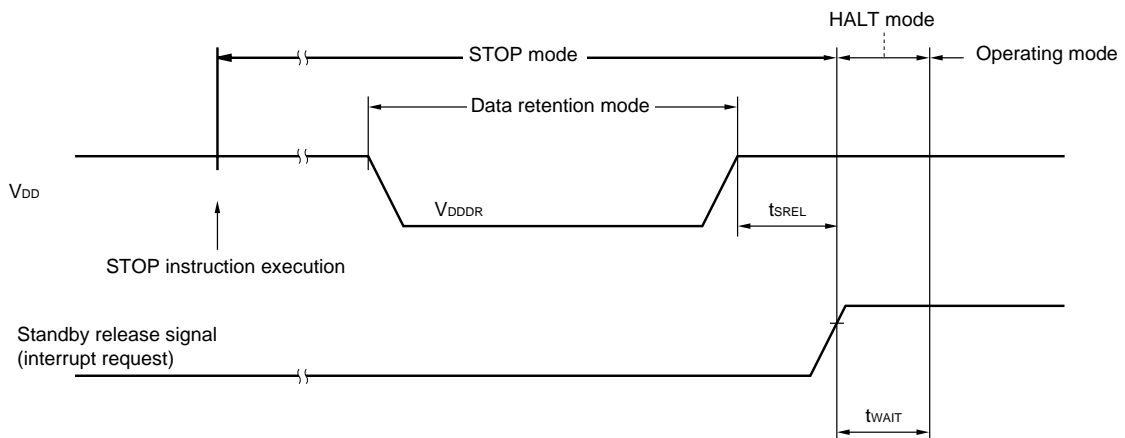 HALT mode
STOP mode
Operating mode
Data retention mode
VDD
VDDDR
tSREL
STOP instruction execution
Standby release signal
(interrupt request)
tWAIT